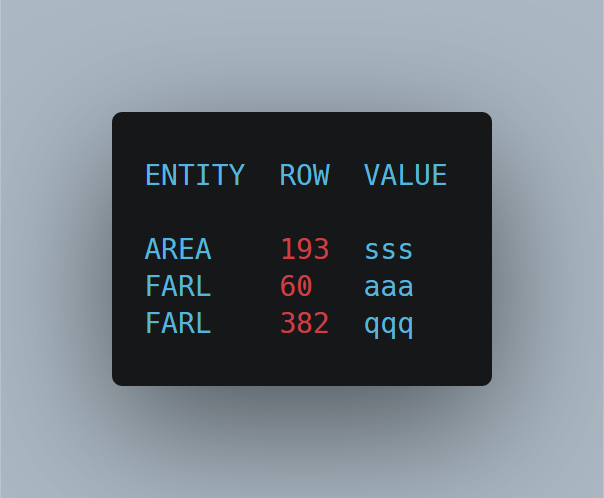 ENTITY  ROW  VALUE
AREA    193  sss
FARL    60   aaa
FARL    382  qqq